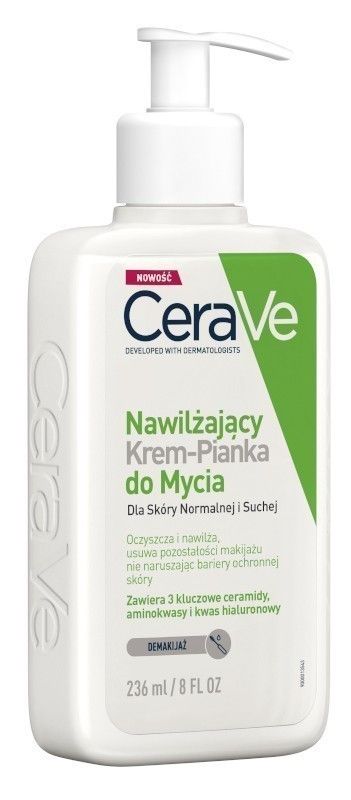 NOWOŚĆ
CeraVe
DEVELOPED WITH DERMATOLOGISTS
Nawilżający
Krem-Pianka
do Mycia
Dla Skóry Normalnej i Suchej
Oczyszcza i nawilża,
usuwa pozostałości makijażu
nie naruszając bariery ochronnej
skóry
Zawiera 3 kluczowe ceramidy,
aminokwasy i kwas hialuronowy
DEMAKIJAŻ
236 ml / 8 FL OZ
CeraVe